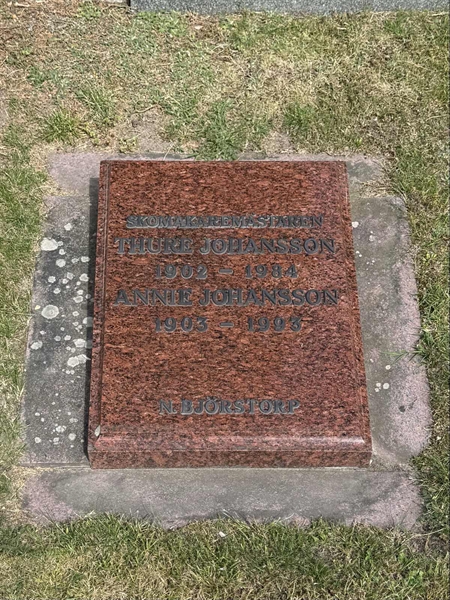 SKOMAKAREMÄSTAREN
THURE JOHANSSON
1902 - 1984
ANNIE JOHANSSON
1903 - 1993
N. BJÖRSTORP